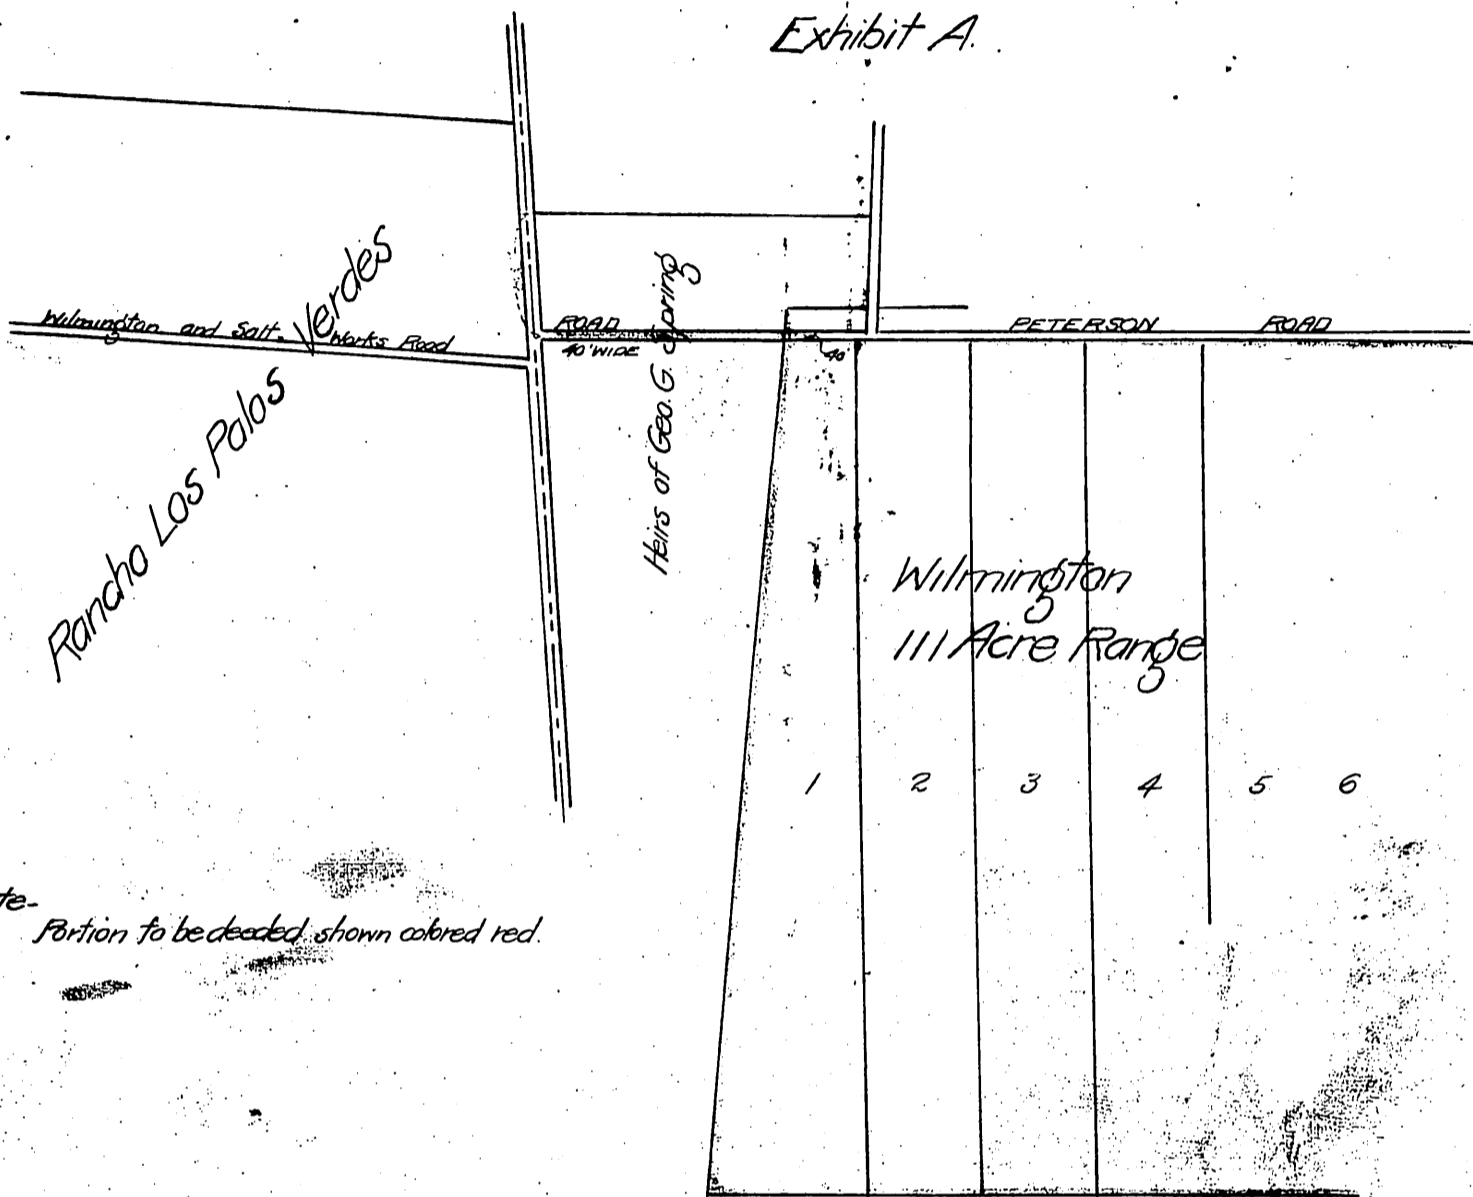 Exhibit A.
Rancho Los Palos Verdes
Wilmington and Salt Works Road
ROAD
40' WIDE
40'
PETERSON ROAD
Heirs of Geo. G. Spring
Wilmington
111 Acre Range
1 2 3 4 5 6
te-
Portion to be deeded shown colored red.